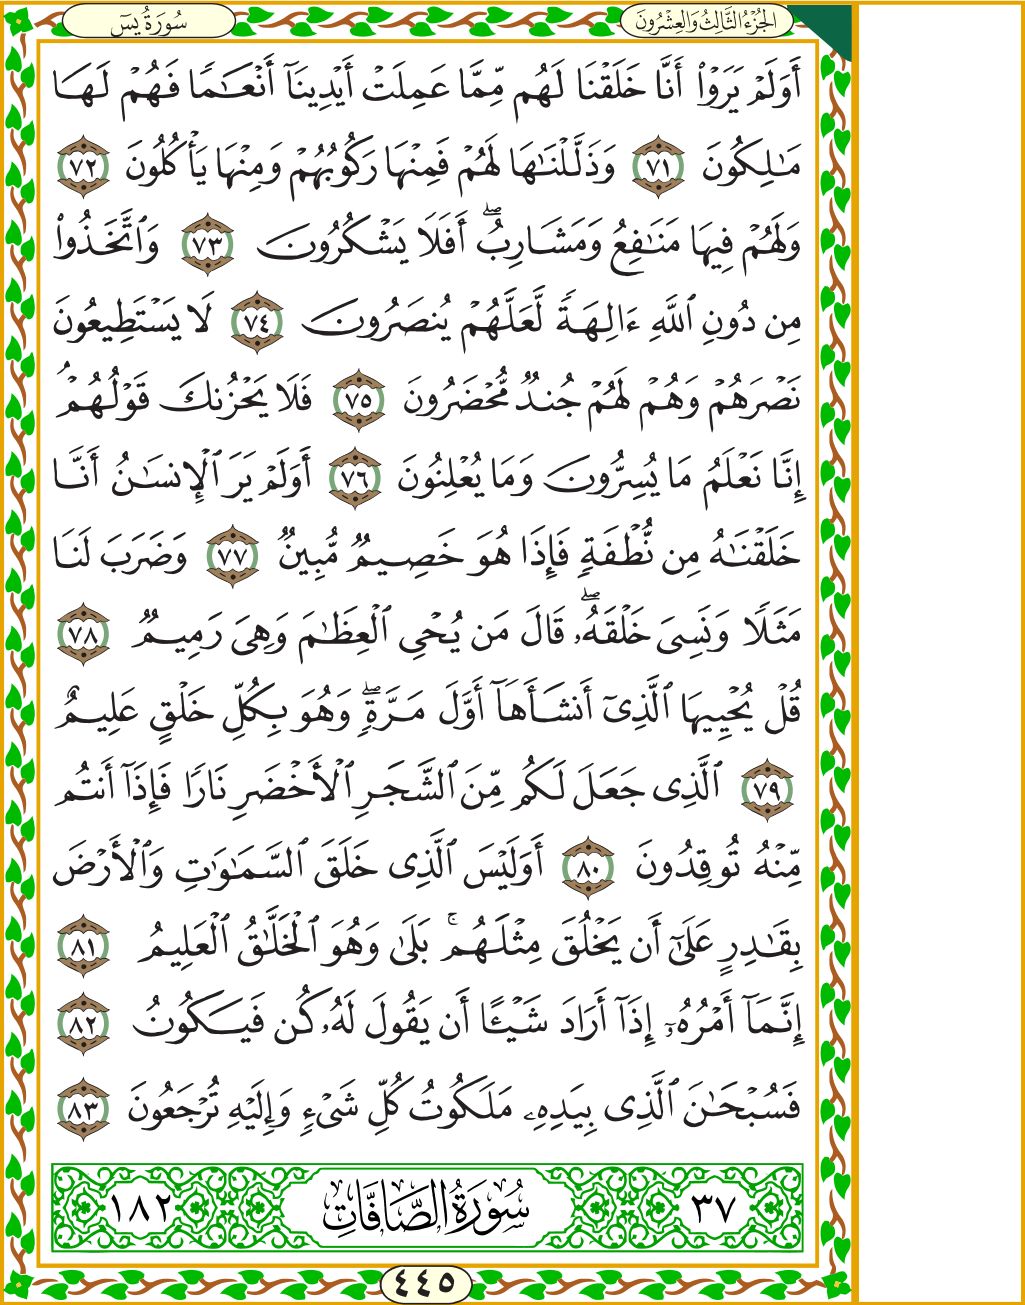 الجُزْءُ الثَّالِثُ وَالعِشْرُونَ
سُورَةُ يسٓ
أَوَلَمْ يَرَوْا۟ أَنَّا خَلَقْنَا لَهُم مِّمَّا عَمِلَتْ أَيْدِينَآ أَنْعَـٰمًا فَهُمْ لَهَا
مَـٰلِكُونَ ٧١ وَذَلَّلْنَـٰهَا لَهُمْ فَمِنْهَا رَكُوبُهُمْ وَمِنْهَا يَأْكُلُونَ ٧٢
وَلَهُمْ فِيهَا مَنَـٰفِعُ وَمَشَارِبُ ۖ أَفَلَا يَشْكُرُونَ ٧٣ وَٱتَّخَذُوا۟
مِن دُونِ ٱللَّهِ ءَالِهَةً لَّعَلَّهُمْ يُنصَرُونَ ٧٤ لَا يَسْتَطِيعُونَ
نَصْرَهُمْ وَهُمْ لَهُمْ جُندٌ مُّحْضَرُونَ ٧٥ فَلَا يَحْزُنكَ قَوْلُهُمْ ۘ
إِنَّا نَعْلَمُ مَا يُسِرُّونَ وَمَا يُعْلِنُونَ ٧٦ أَوَلَمْ يَرَ ٱلْإِنسَـٰنُ أَنَّا
خَلَقْنَـٰهُ مِن نُّطْفَةٍ فَإِذَا هُوَ خَصِيمٌ مُّبِينٌ ٧٧ وَضَرَبَ لَنَا
مَثَلًا وَنَسِىَ خَلْقَهُۥ ۖ قَالَ مَن يُحْىِ ٱلْعِظَـٰمَ وَهِىَ رَمِيمٌ ٧٨
قُلْ يُحْيِيهَا ٱلَّذِىٓ أَنشَأَهَآ أَوَّلَ مَرَّةٍ ۖ وَهُوَ بِكُلِّ خَلْقٍ عَلِيمٌ
٧٩ ٱلَّذِى جَعَلَ لَكُم مِّنَ ٱلشَّجَرِ ٱلْأَخْضَرِ نَارًا فَإِذَآ أَنتُم
مِّنْهُ تُوقِدُونَ ٨٠ أَوَلَيْسَ ٱلَّذِى خَلَقَ ٱلسَّمَـٰوَٰتِ وَٱلْأَرْضَ
بِقَـٰدِرٍ عَلَىٰٓ أَن يَخْلُقَ مِثْلَهُم ۚ بَلَىٰ وَهُوَ ٱلْخَلَّـٰقُ ٱلْعَلِيمُ ٨١
إِنَّمَآ أَمْرُهُۥٓ إِذَآ أَرَادَ شَيْـًٔا أَن يَقُولَ لَهُۥ كُن فَيَكُونُ ٨٢
فَسُبْحَـٰنَ ٱلَّذِى بِيَدِهِۦ مَلَكُوتُ كُلِّ شَىْءٍ وَإِلَيْهِ تُرْجَعُونَ ٨٣
٣٧ سُورَةُ الصَّافَّاتِ ١٨٢
٤٤٥